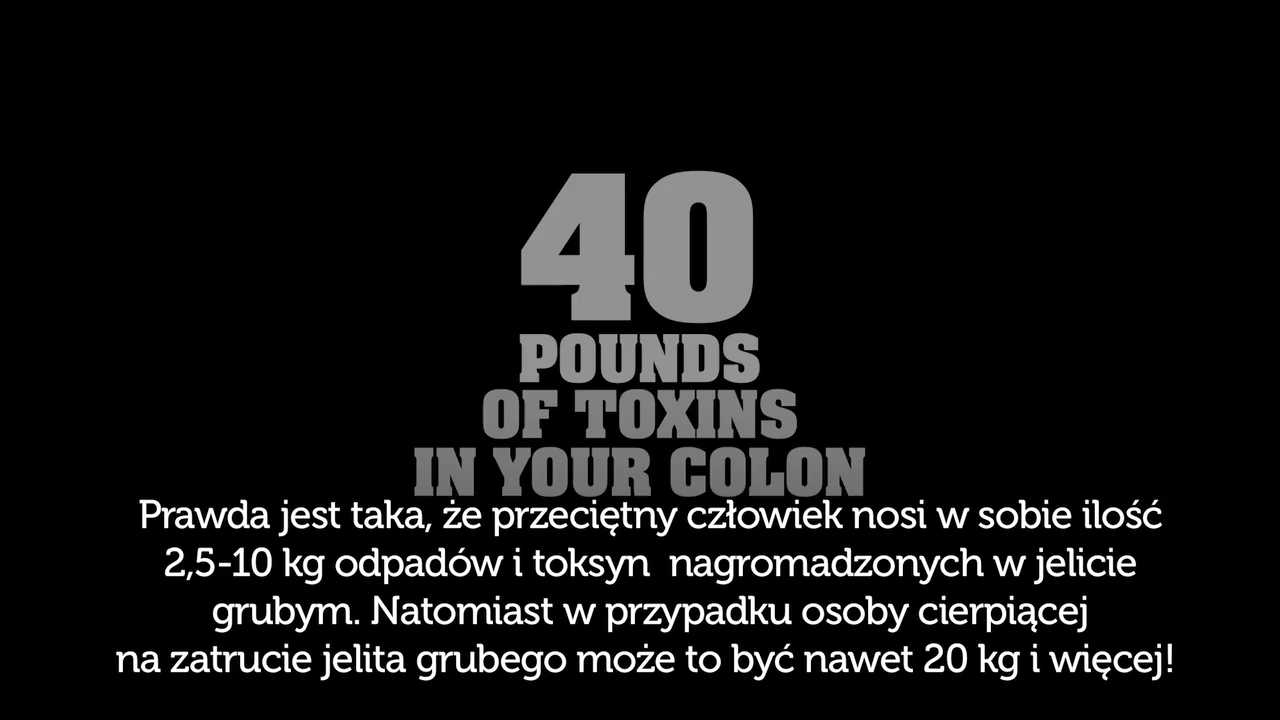 40
POUNDS
OF TOXINS
IN YOUR COLON
Prawda jest taka, że przeciętny człowiek nosi w sobie ilość
2,5-10 kg odpadów i toksyn  nagromadzonych w jelicie
grubym. Natomiast w przypadku osoby cierpiącej
na zatrucie jelita grubego może to być nawet 20 kg i więcej!